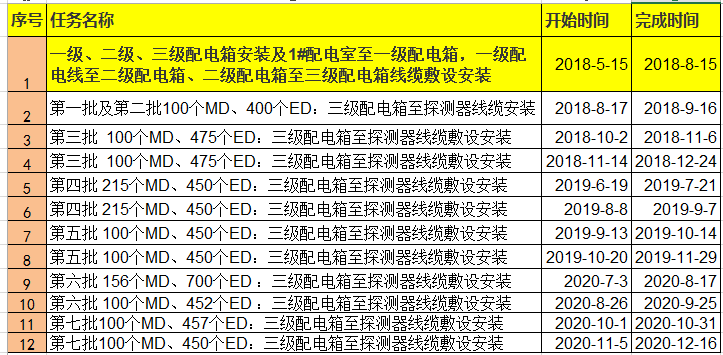 序号 任务名称 开始时间 完成时间
1 一级、二级、三级配电箱安装及1#配电室至一级配电箱，一级配
电线至二级配电箱、二级配电箱至三级配电箱线缆敷设安装 2018-5-15 2018-8-15
2 第一批及第二批100个MD、400个ED：三级配电箱至探测器线缆安装 2018-8-17 2018-9-16
3 第三批 100个MD、475个ED：三级配电箱至探测器线缆敷设安装 2018-10-2 2018-11-6
4 第三批 100个MD、475个ED：三级配电箱至探测器线缆敷设安装 2018-11-14 2018-12-24
5 第四批 215个MD、450个ED：三级配电箱至探测器线缆敷设安装 2019-6-19 2019-7-21
6 第四批 215个MD、450个ED：三级配电箱至探测器线缆敷设安装 2019-8-8 2019-9-7
7 第五批 100个MD、450个ED：三级配电箱至探测器线缆敷设安装 2019-9-13 2019-10-14
8 第五批 100个MD、450个ED：三级配电箱至探测器线缆敷设安装 2019-10-20 2019-11-29
9 第六批 156个MD、700个ED ：三级配电箱至探测器线缆敷设安装 2020-7-3 2020-8-17
10 第六批 100个MD、452个ED：三级配电箱至探测器线缆敷设安装 2020-8-26 2020-9-25
11 第七批100个MD、457个ED：三级配电箱至探测器线缆敷设安装 2020-10-1 2020-10-31
12 第七批100个MD、450个ED：三级配电箱至探测器线缆敷设安装 2020-11-5 2020-12-16